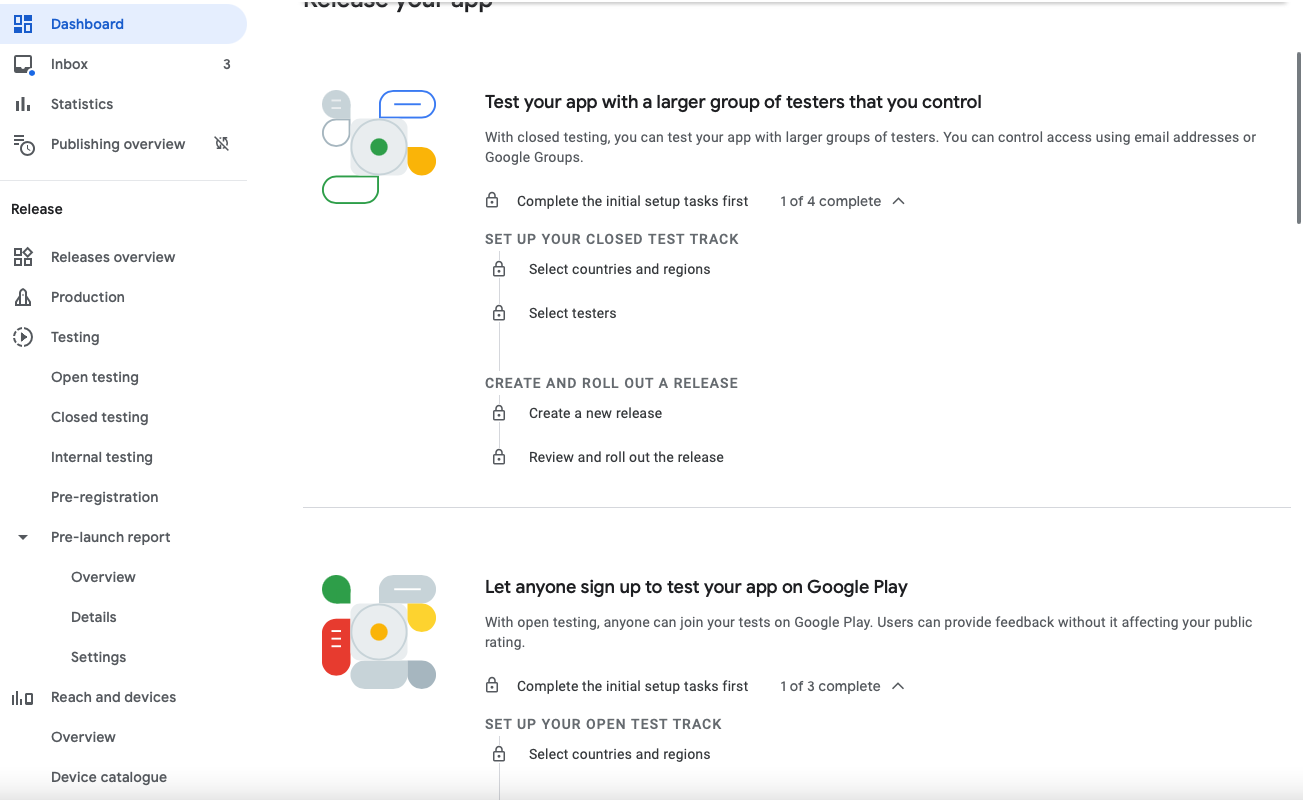 Dashboard
Inbox 3
Statistics
Publishing overview
Release
Releases overview
Production
Testing
Open testing
Closed testing
Internal testing
Pre-registration
Pre-launch report
Overview
Details
Settings
Reach and devices
Overview
Device catalogue
Release your app
Test your app with a larger group of testers that you control
With closed testing, you can test your app with larger groups of testers. You can control access using email addresses or
Google Groups.
Complete the initial setup tasks first 1 of 4 complete
SET UP YOUR CLOSED TEST TRACK
Select countries and regions
Select testers
CREATE AND ROLL OUT A RELEASE
Create a new release
Review and roll out the release
Let anyone sign up to test your app on Google Play
With open testing, anyone can join your tests on Google Play. Users can provide feedback without it affecting your public
rating.
Complete the initial setup tasks first 1 of 3 complete
SET UP YOUR OPEN TEST TRACK
Select countries and regions